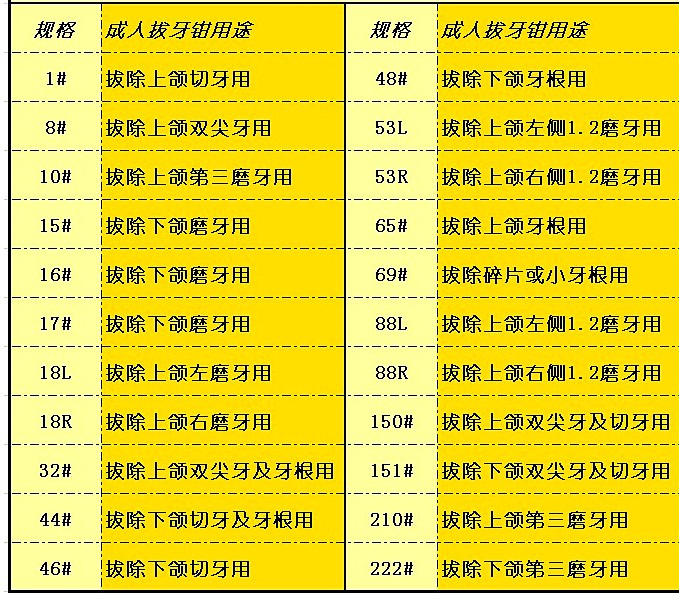 规格 成人拔牙钳用途 规格 成人拔牙钳用途
1# 拔除上颌切牙用 48# 拔除下颌牙根用
8# 拔除上颌双尖牙用 53L 拔除上颌左侧1.2磨牙用
10# 拔除上颌第三磨牙用 53R 拔除上颌右侧1.2磨牙用
15# 拔除下颌磨牙用 65# 拔除上颌牙根用
16# 拔除下颌磨牙用 69# 拔除碎片或小牙根用
17# 拔除下颌磨牙用 88L 拔除上颌左侧1.2磨牙用
18L 拔除上颌左磨牙用 88R 拔除上颌右侧1.2磨牙用
18R 拔除上颌右磨牙用 150# 拔除上颌双尖牙及切牙用
32# 拔除上颌双尖牙及牙根用 151# 拔除下颌双尖牙及切牙用
44# 拔除下颌切牙及牙根用 210# 拔除上颌第三磨牙用
46# 拔除下颌切牙用 222# 拔除下颌第三磨牙用